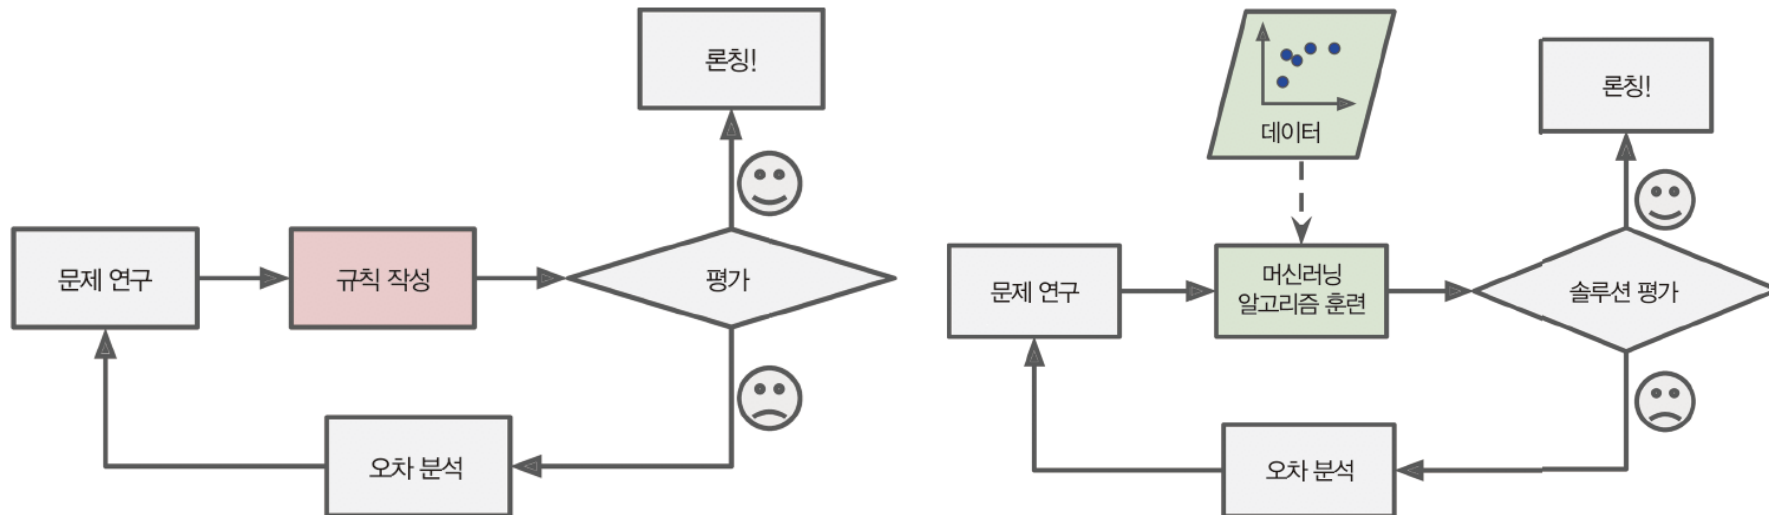 론칭!
문제 연구
규칙 작성
평가
오차 분석
데이터
론칭!
문제 연구
머신러닝
알고리즘 훈련
솔루션 평가
오차 분석